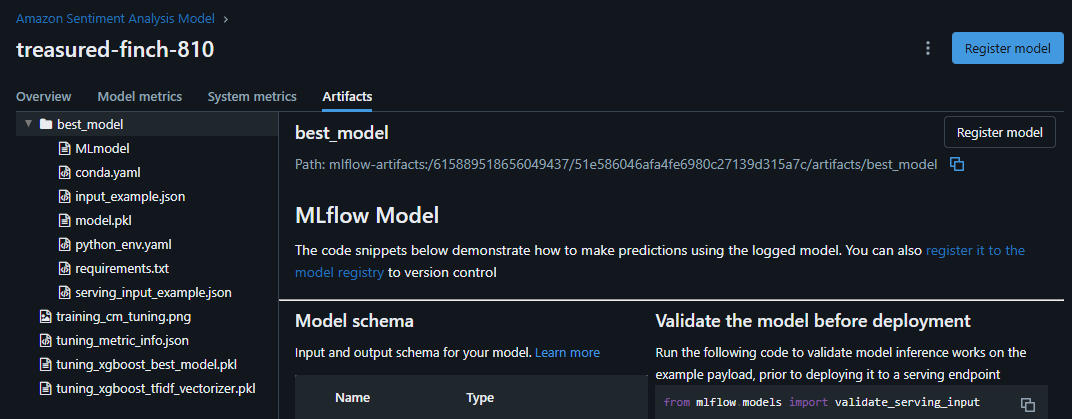 Amazon Sentiment Analysis Model ›
treasured-finch-810
Register model
Overview Model metrics System metrics Artifacts
best_model
MLmodel
conda.yaml
input_example.json
model.pkl
python_env.yaml
requirements.txt
serving_input_example.json
training_cm_tuning.png
tuning_metric_info.json
tuning_xgboost_best_model.pkl
tuning_xgboost_tfidf_vectorizer.pkl
best_model
Register model
Path: mlflow-artifacts:/615889518656049437/51e586046afa4fe6980c27139d315a7c/artifacts/best_model
MLflow Model
The code snippets below demonstrate how to make predictions using the logged model. You can also register it to the
model registry to version control
Model schema
Input and output schema for your model. Learn more
Name Type
Validate the model before deployment
Run the following code to validate model inference works on the
example payload, prior to deploying it to a serving endpoint
from mlflow.models import validate_serving_input